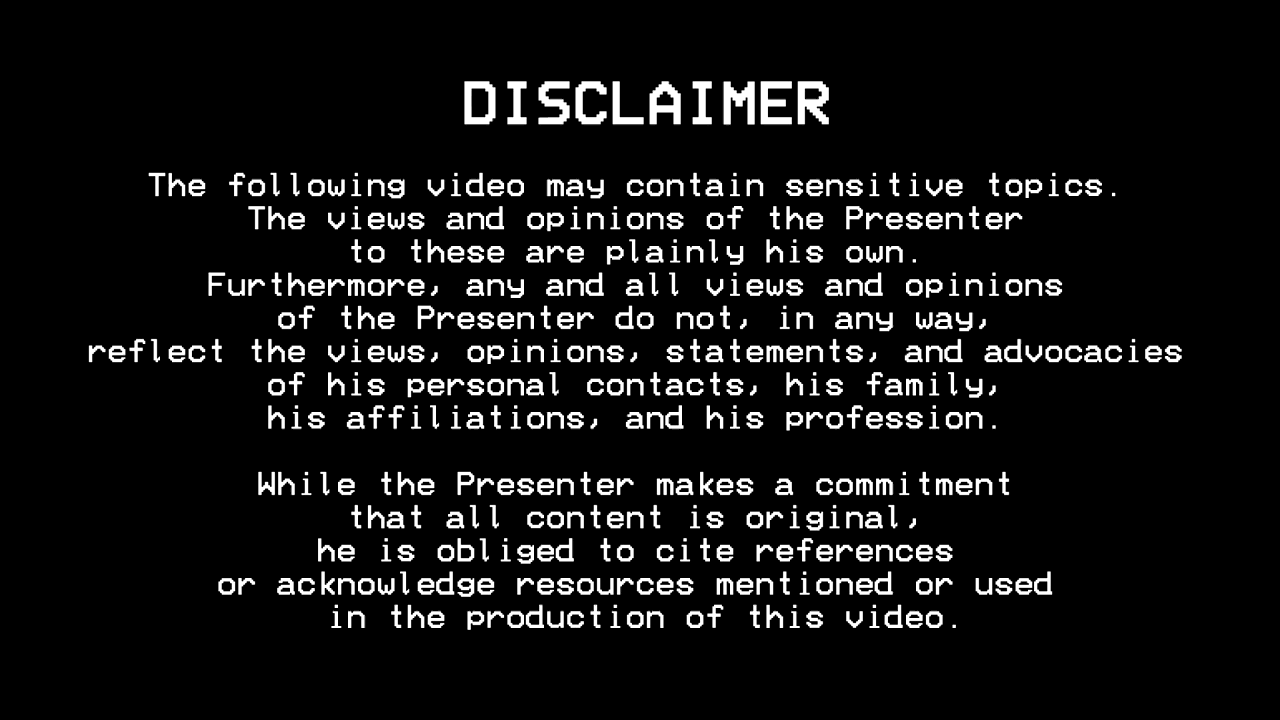 DISCLAIMER
The following video may contain sensitive topics.
The views and opinions of the Presenter
to these are plainly his own.
Furthermore, any and all views and opinions
of the Presenter do not, in any way,
reflect the views, opinions, statements, and advocacies
of his personal contacts, his family,
his affiliations, and his profession.
While the Presenter makes a commitment
that all content is original,
he is obliged to cite references
or acknowledge resources mentioned or used
in the production of this video.